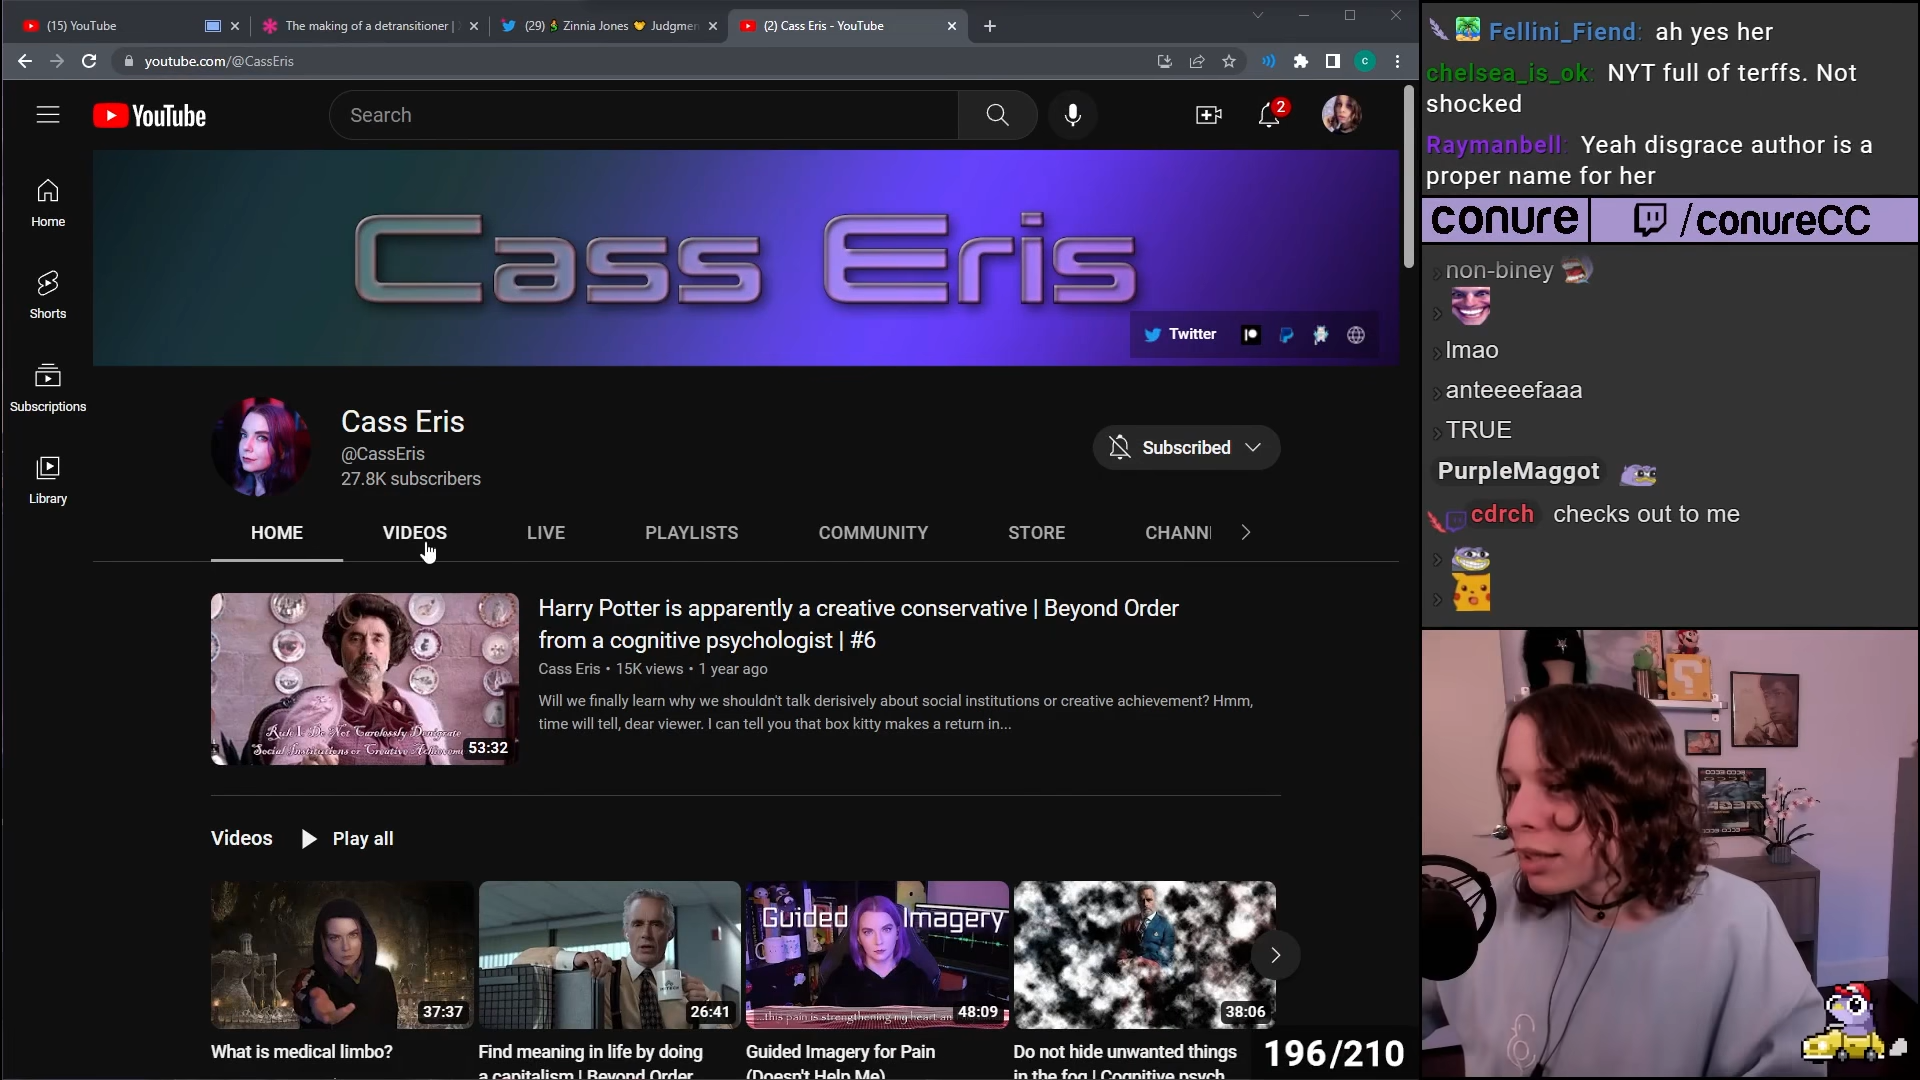 (15) YouTube
The making of a detransitioner |
(29) Zinnia Jones Judgmen
(2) Cass Eris - YouTube
youtube.com/@CassEris
YouTube
Search
2
Home
Shorts
Subscriptions
Library
Cass Eris
Twitter
Cass Eris
@CassEris
27.8K subscribers
Subscribed
HOME VIDEOS LIVE PLAYLISTS COMMUNITY STORE CHANN
Harry Potter is apparently a creative conservative | Beyond Order
from a cognitive psychologist | #6
Cass Eris • 15K views • 1 year ago
Will we finally learn why we shouldn't talk derisively about social institutions or creative achievement? Hmm,
time will tell, dear viewer. I can tell you that box kitty makes a return in...
53:32
Videos Play all
Guided Imagery
...this pain is strengthening my heart an
37:37
26:41
48:09
38:06
What is medical limbo?
Find meaning in life by doing
a capitalism | Beyond Order
Guided Imagery for Pain
(Doesn't Help Me)
Do not hide unwanted things
in the fog | Cognitive psych
196/210
Fellini_Fiend: ah yes her
chelsea_is_ok: NYT full of terffs. Not
shocked
Raymanbell: Yeah disgrace author is a
proper name for her
conure /conureCC
non-biney
lmao
anteeeefaaa
TRUE
PurpleMaggot
cdrch checks out to me